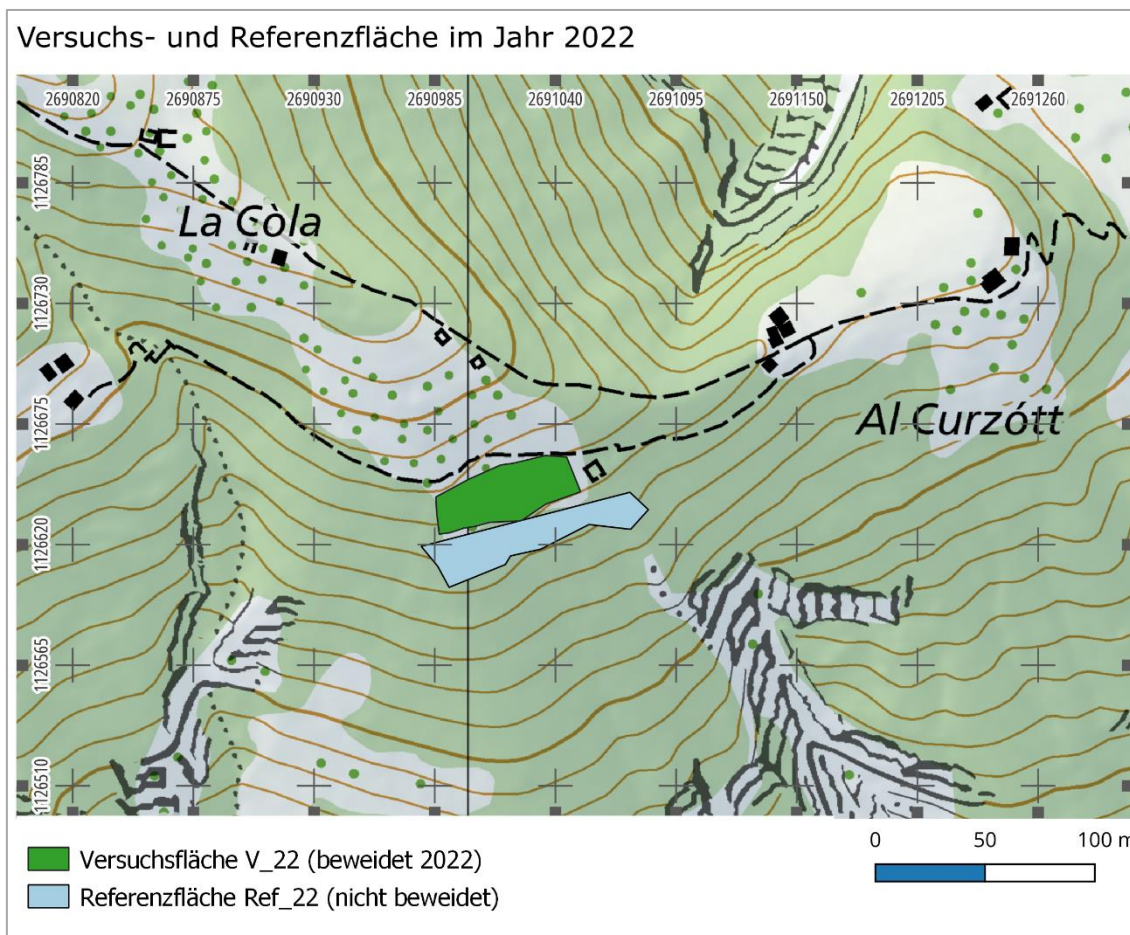 Versuchs- und Referenzfläche im Jahr 2022
2690820 2690875 2690930 2690985 2691040 2691095 2691150 2691205 2691260
1126785
La Còla
1126730
1126675
Al Curzótt
1126620
1126565
1126510
Versuchsfläche V_22 (beweidet 2022)
Referenzfläche Ref_22 (nicht beweidet)
0 50 100 m